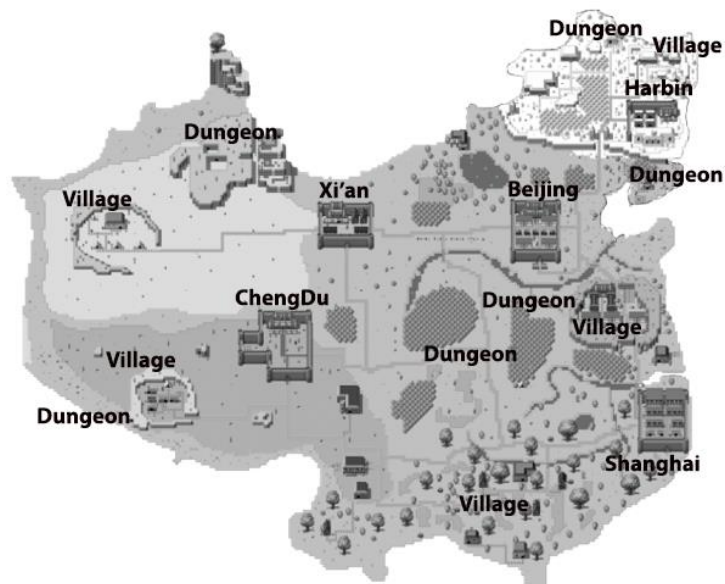 Dungeon
Village
Harbin
Dungeon
Dungeon
Village
Xi'an
Beijing
ChengDu
Dungeon
Village
Dungeon
Village
Dungeon
Shanghai
Village